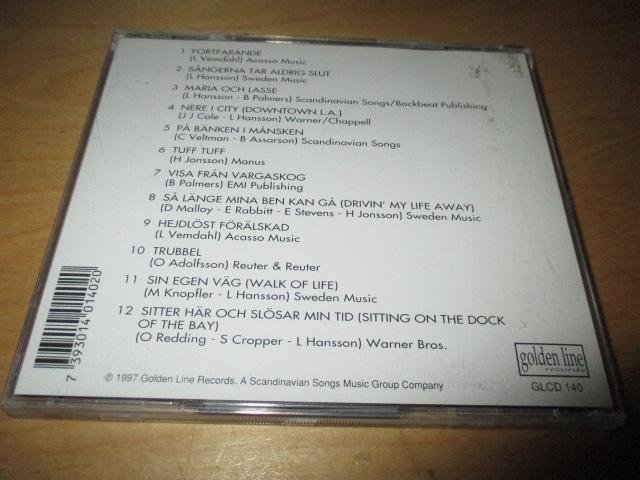 1 FORTFARANDE
(L Vemdahl) Acasso Music
2 SÅNGERNA TAR ALDRIG SLUT
(L Hansson) Sweden Music
3 MARIA OCH LASSE
(L Hansson - B Palmers) Scandinavian Songs/Backbeat Publishing
4 NERE I CITY (DOWNTOWN L.A.)
(J J Cale - L Hansson) Warner/Chappell
5 PÅ BÄNKEN I MÅNSKEN
(C Veltman - B Assarson) Scandinavian Songs
6 TUFF TUFF
(H Jonsson) Manus
7 VISA FRÅN VARGASKOG
(B Palmers) EMI Publishing
8 SÅ LÄNGE MINA BEN KAN GÅ (DRIVIN' MY LIFE AWAY)
(D Malloy - E Rabbitt - E Stevens - H Jonsson) Sweden Music
9 HEJDLÖST FÖRÄLSKAD
(L Vemdahl) Acasso Music
10 TRUBBEL
(O Adolfsson) Reuter & Reuter
11 SIN EGEN VÄG (WALK OF LIFE)
(M Knopfler - L Hansson) Sweden Music
12 SITTER HÄR OCH SLÖSAR MIN TID (SITTING ON THE DOCK
OF THE BAY)
(O Redding - S Cropper - L Hansson) Warner Bros.
7 393014 014020
℗ 1997 Golden Line Records. A Scandinavian Songs Music Group Company
golden line
records
GLCD 140